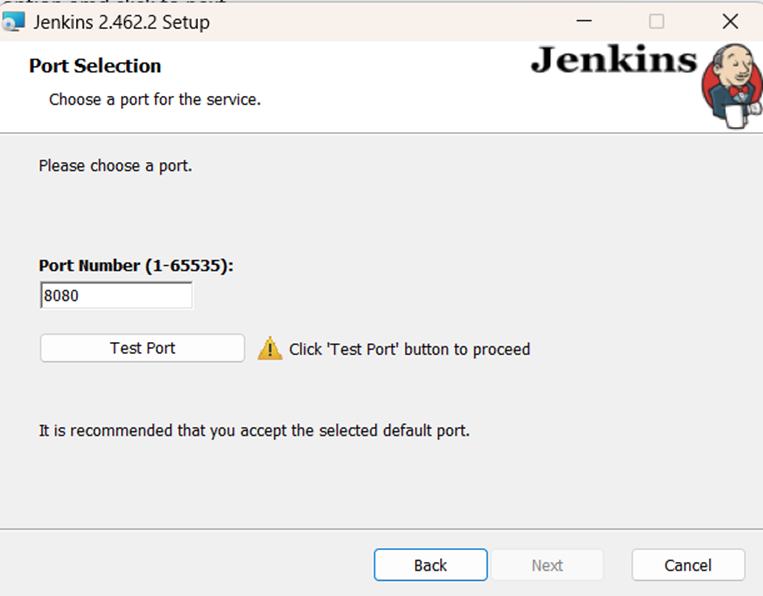 Jenkins 2.462.2 Setup
Port Selection
Jenkins
Choose a port for the service.
Please choose a port.
Port Number (1-65535):
8080
Test Port
Click 'Test Port' button to proceed
It is recommended that you accept the selected default port.
Back
Next
Cancel